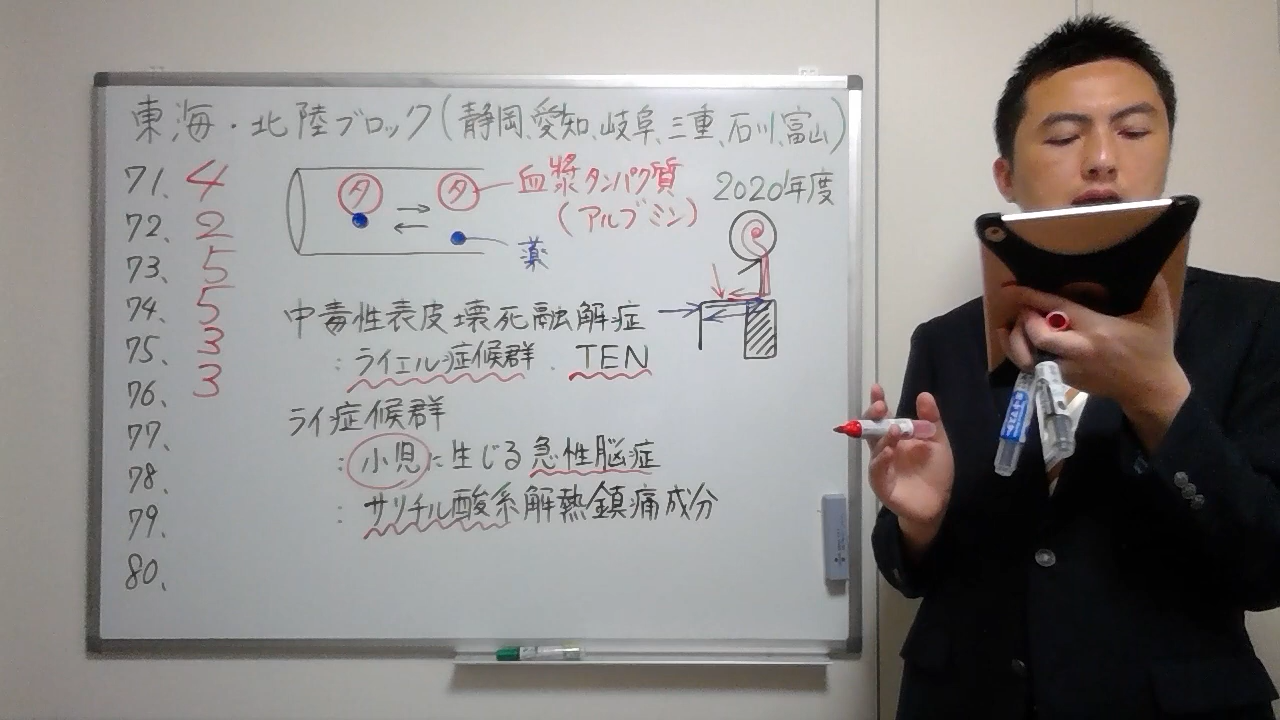 東海・北陸ブロック(静岡、愛知、岐阜、三重、石川、富山)
2020年度
71、4
72、2
73、5
74、5
75、3
76、3
77、
78、
79、
80、
タ
タ
血漿タンパク質
(アルブミン)
薬
中毒性表皮壊死融解症
:ライエル症候群、TEN
ライ症候群
:小児に生じる急性脳症
:サリチル酸系解熱鎮痛成分